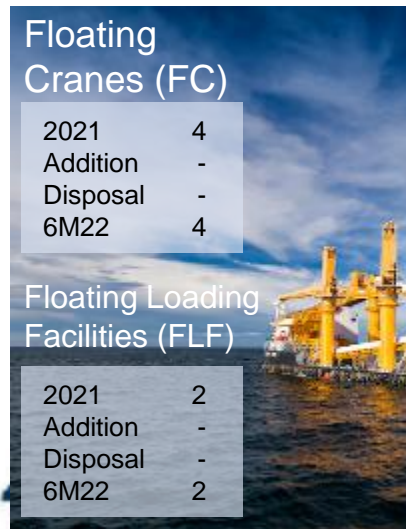 Floating
Cranes (FC)
2021 4
Addition -
Disposal -
6M22 4
Floating Loading
Facilities (FLF)
2021 2
Addition -
Disposal -
6M22 2